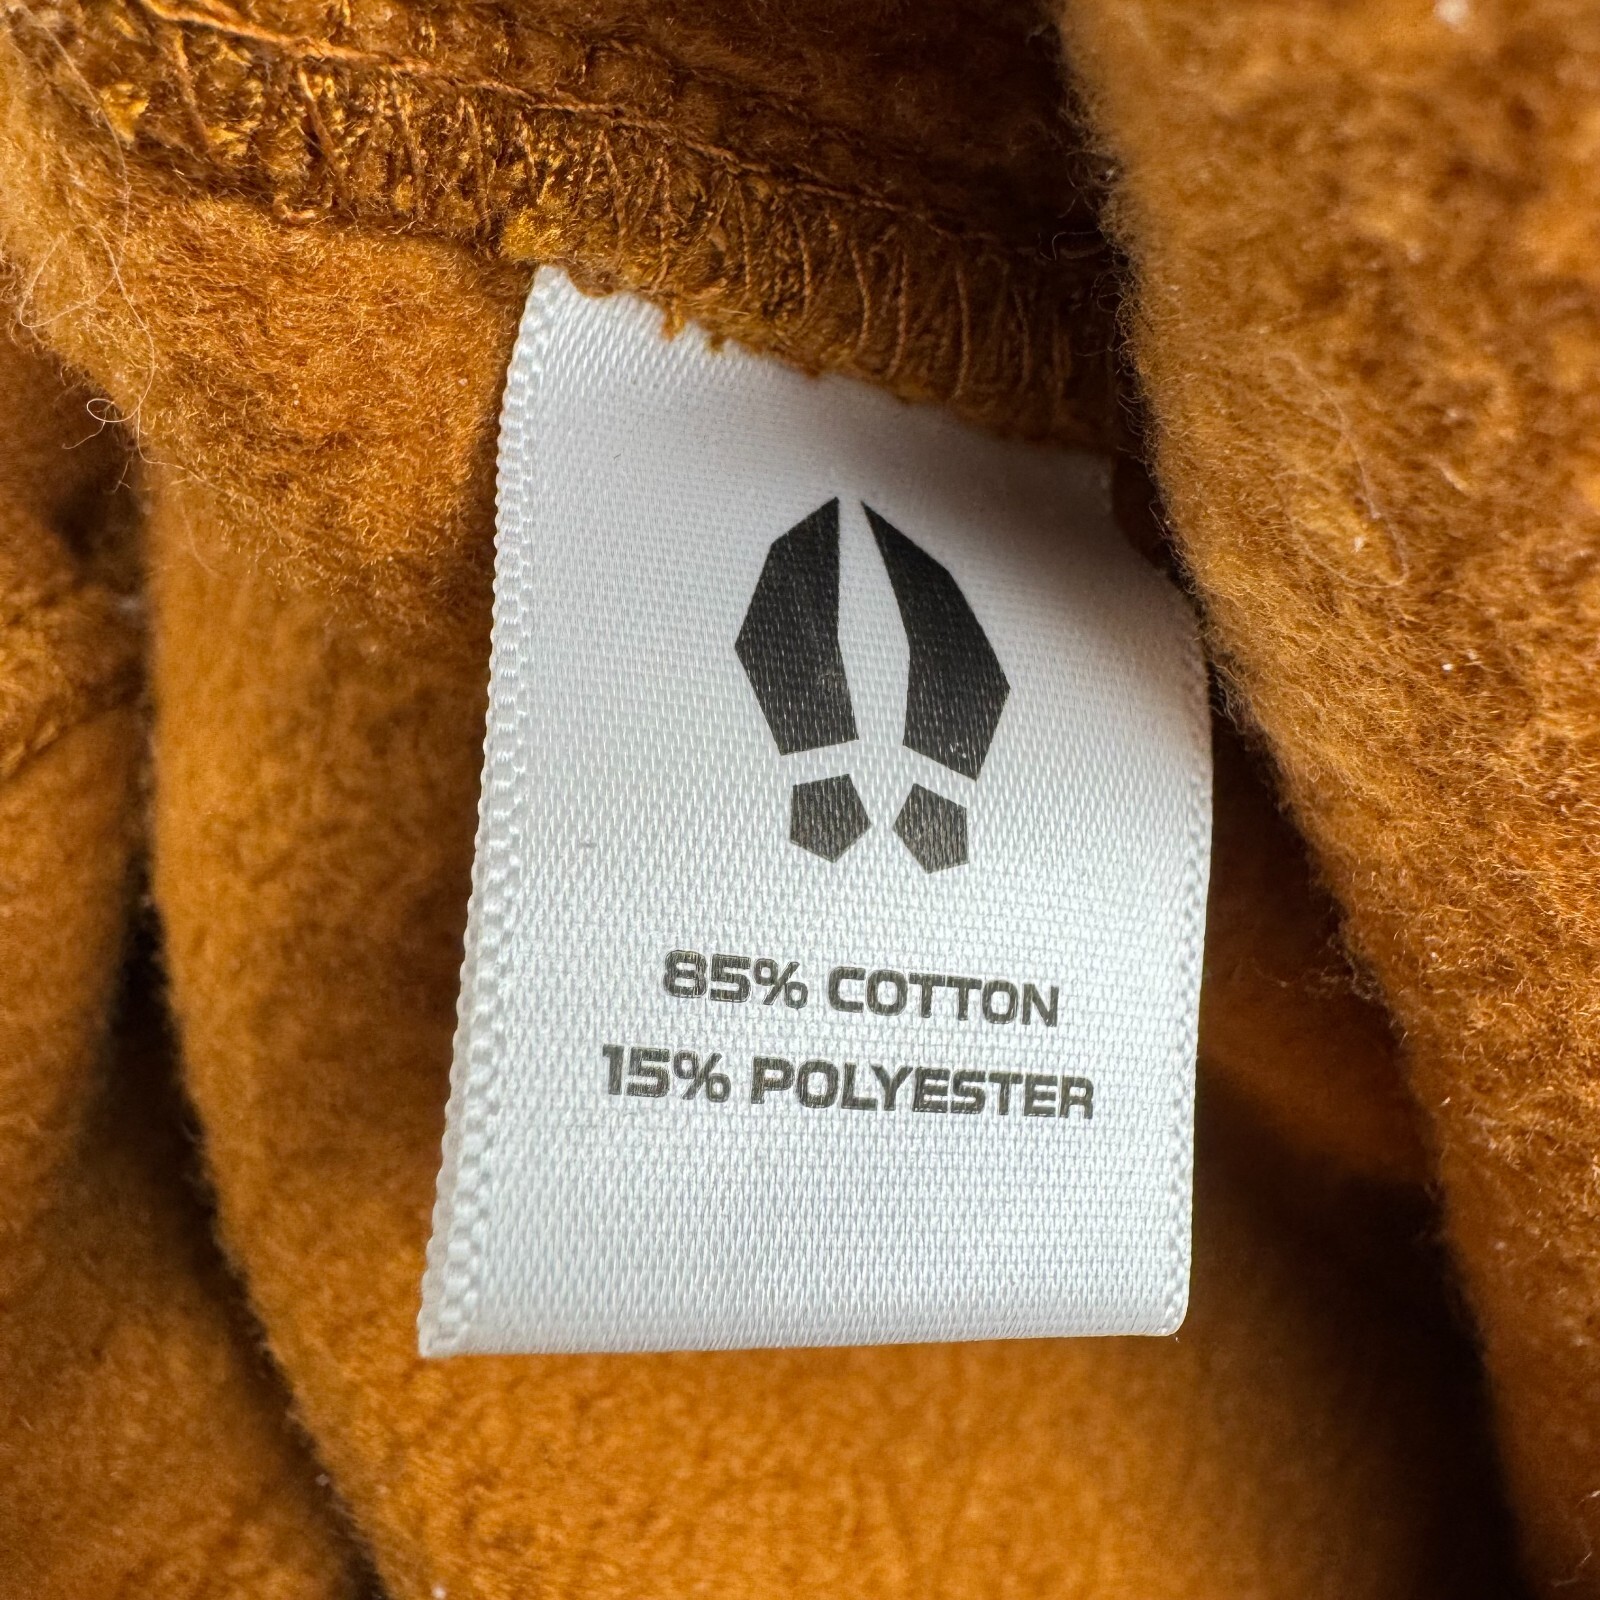 85% COTTON
15% POLYESTER